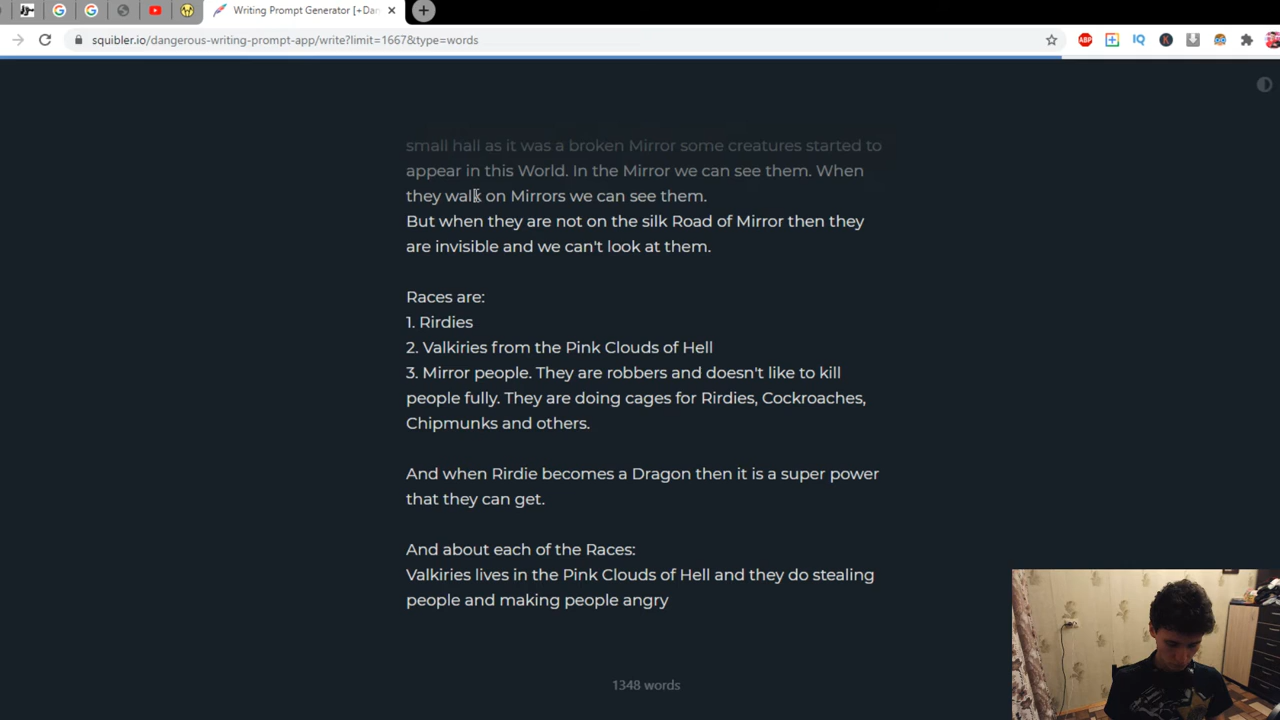 Writing Prompt Generator [+Dan
squibler.io/dangerous-writing-prompt-app/write?limit=1667&type=words
ABP
IQ
K
small hall as it was a broken Mirror some creatures started to
appear in this World. In the Mirror we can see them. When
they walk on Mirrors we can see them.
But when they are not on the silk Road of Mirror then they
are invisible and we can't look at them.
Races are:
1. Rirdies
2. Valkiries from the Pink Clouds of Hell
3. Mirror people. They are robbers and doesn't like to kill
people fully. They are doing cages for Rirdies, Cockroaches,
Chipmunks and others.
And when Rirdie becomes a Dragon then it is a super power
that they can get.
And about each of the Races:
Valkiries lives in the Pink Clouds of Hell and they do stealing
people and making people angry
1348 words